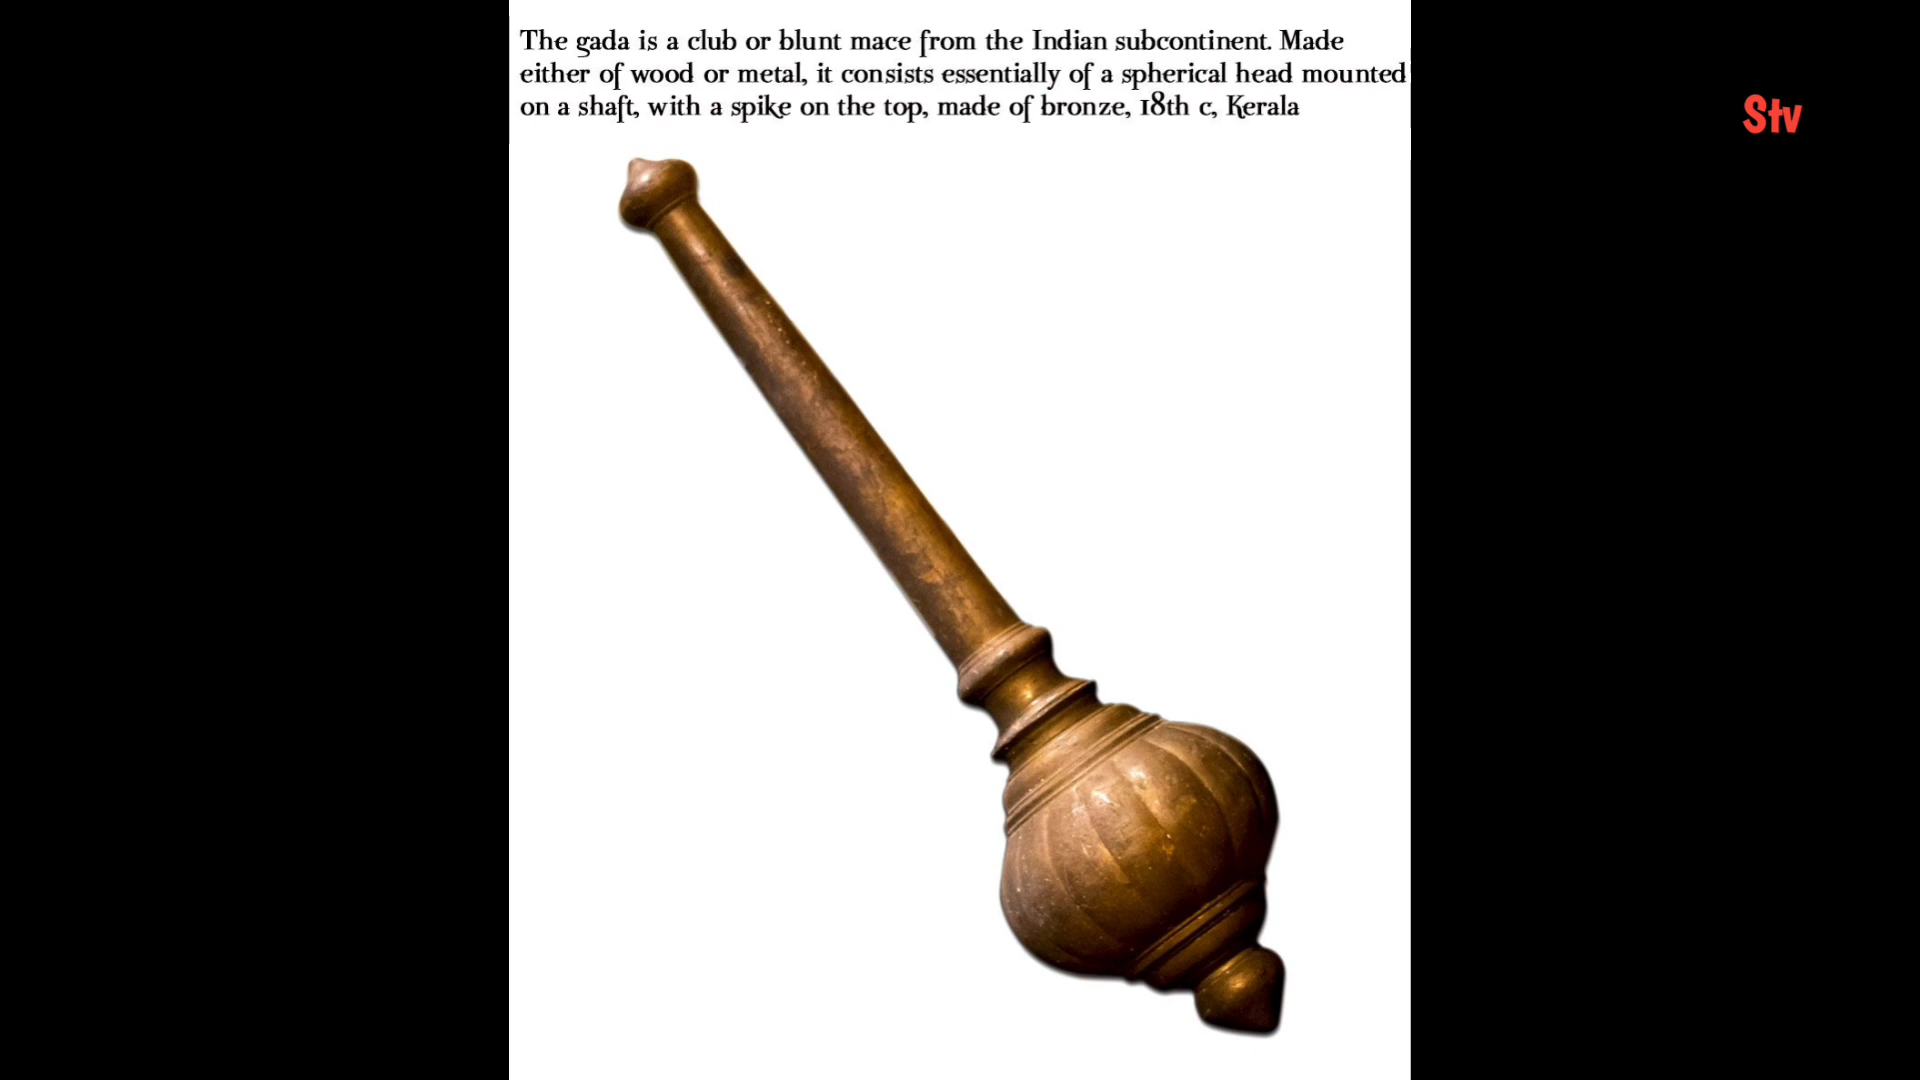 The gada is a club or blunt mace from the Indian subcontinent. Made
either of wood or metal, it consists essentially of a spherical head mounted
on a shaft, with a spike on the top, made of bronze, 18th c, Kerala
Stv